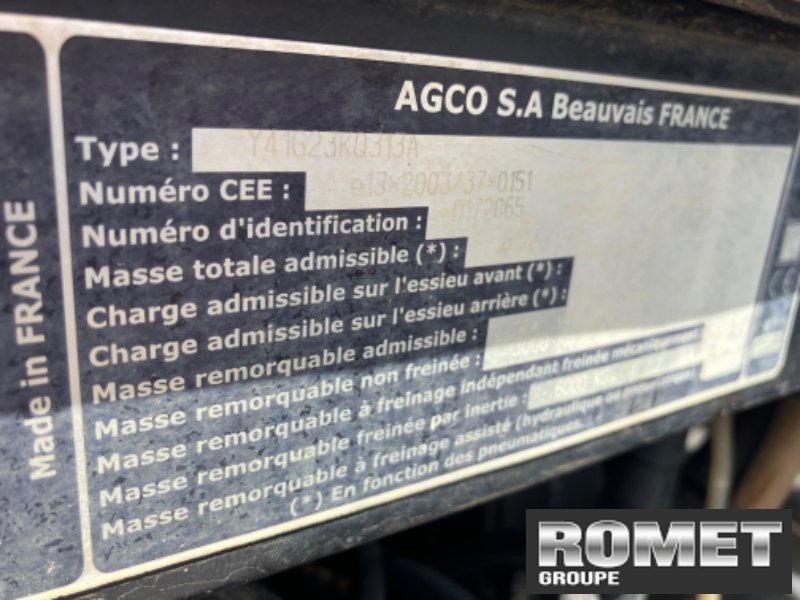 AGCO S.A Beauvais FRANCE
Made in FRANCE
Type : Y41G23KQ313A
Numéro CEE : e13×2003/37×0151
Numéro d'identification :
Masse totale admissible (*) :
Charge admissible sur l'essieu avant (*) :
Charge admissible sur l'essieu arrière (*) :
Masse remorquable admissible :
Masse remorquable non freinée :
Masse remorquable à freinage indépendant freinée mécaniquement
Masse remorquable freinée par inertie : 6000 KG
Masse remorquable à freinage assisté (hydraulique ou pneumatique)
(*) En fonction des pneumatiques.
ROMET
GROUPE